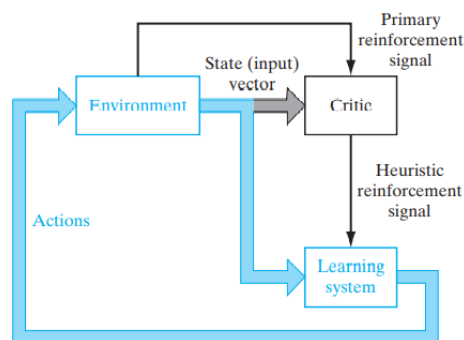 Primary
reinforcement
signal
State (input)
vector
Environment
Critic
Heuristic
reinforcement
signal
Actions
Learning
system